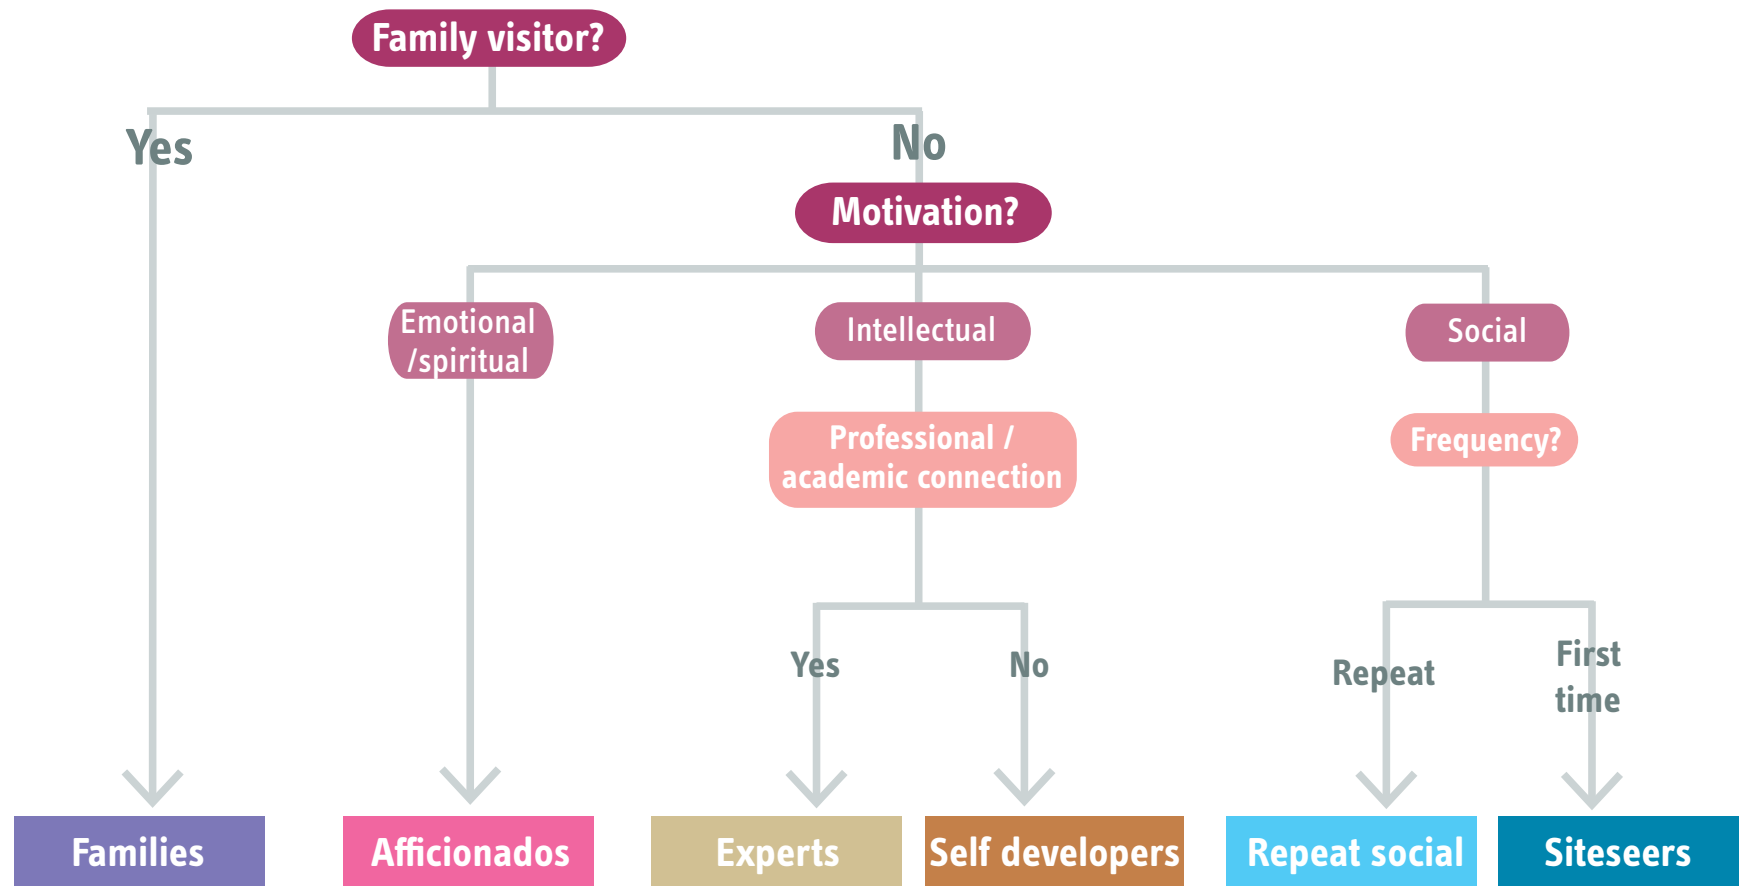 Family visitor?
Yes
No
Motivation?
Emotional
/spiritual
Intellectual
Social
Professional /
academic connection
Frequency?
Yes
No
Repeat
First
time
Families
Afficionados
Experts
Self developers
Repeat social
Siteseers